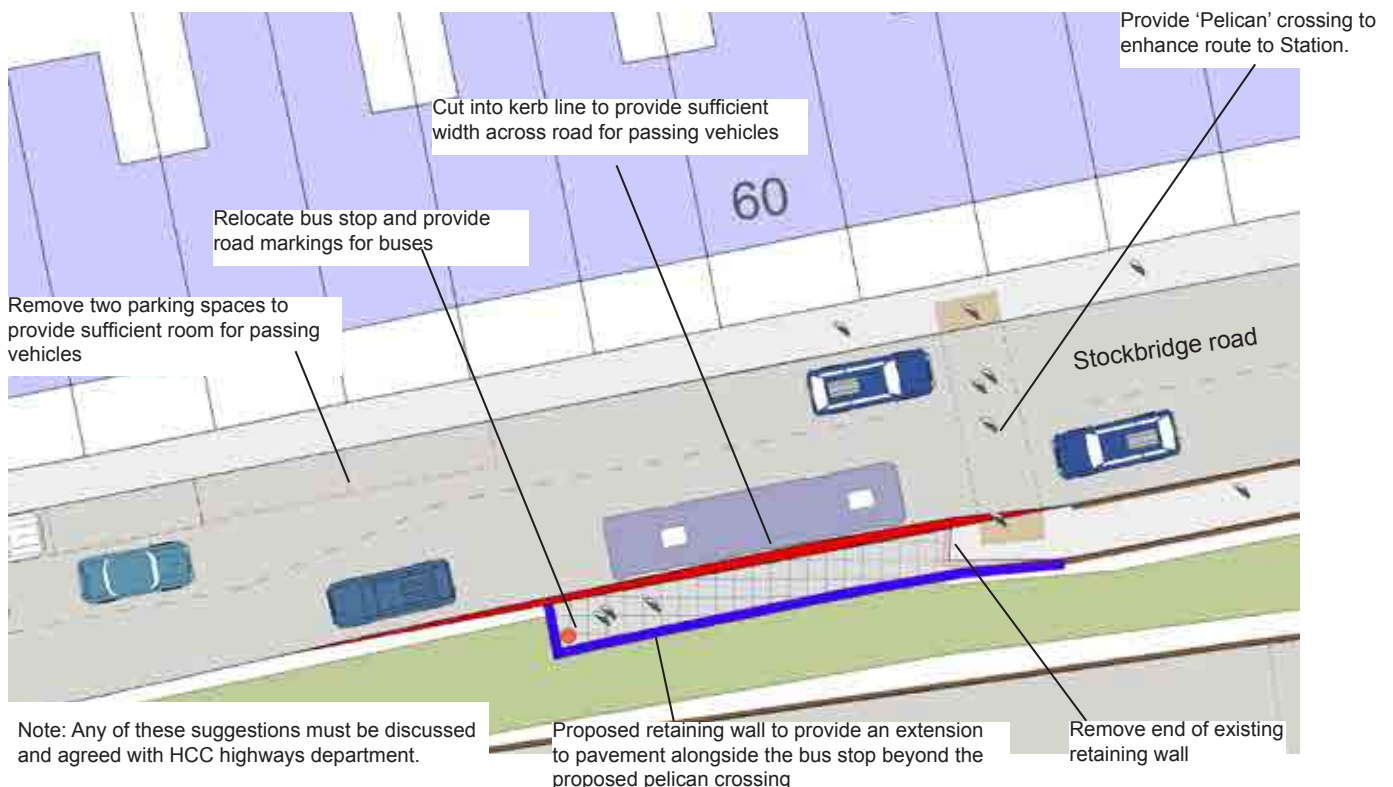 Provide ‘Pelican’ crossing to
enhance route to Station.
Cut into kerb line to provide sufficient
width across road for passing vehicles
60
Relocate bus stop and provide
road markings for buses
Remove two parking spaces to
provide sufficient room for passing
vehicles
Stockbridge road
Note: Any of these suggestions must be discussed
and agreed with HCC highways department.
Proposed retaining wall to provide an extension
to pavement alongside the bus stop beyond the
proposed pelican crossing
Remove end of existing
retaining wall